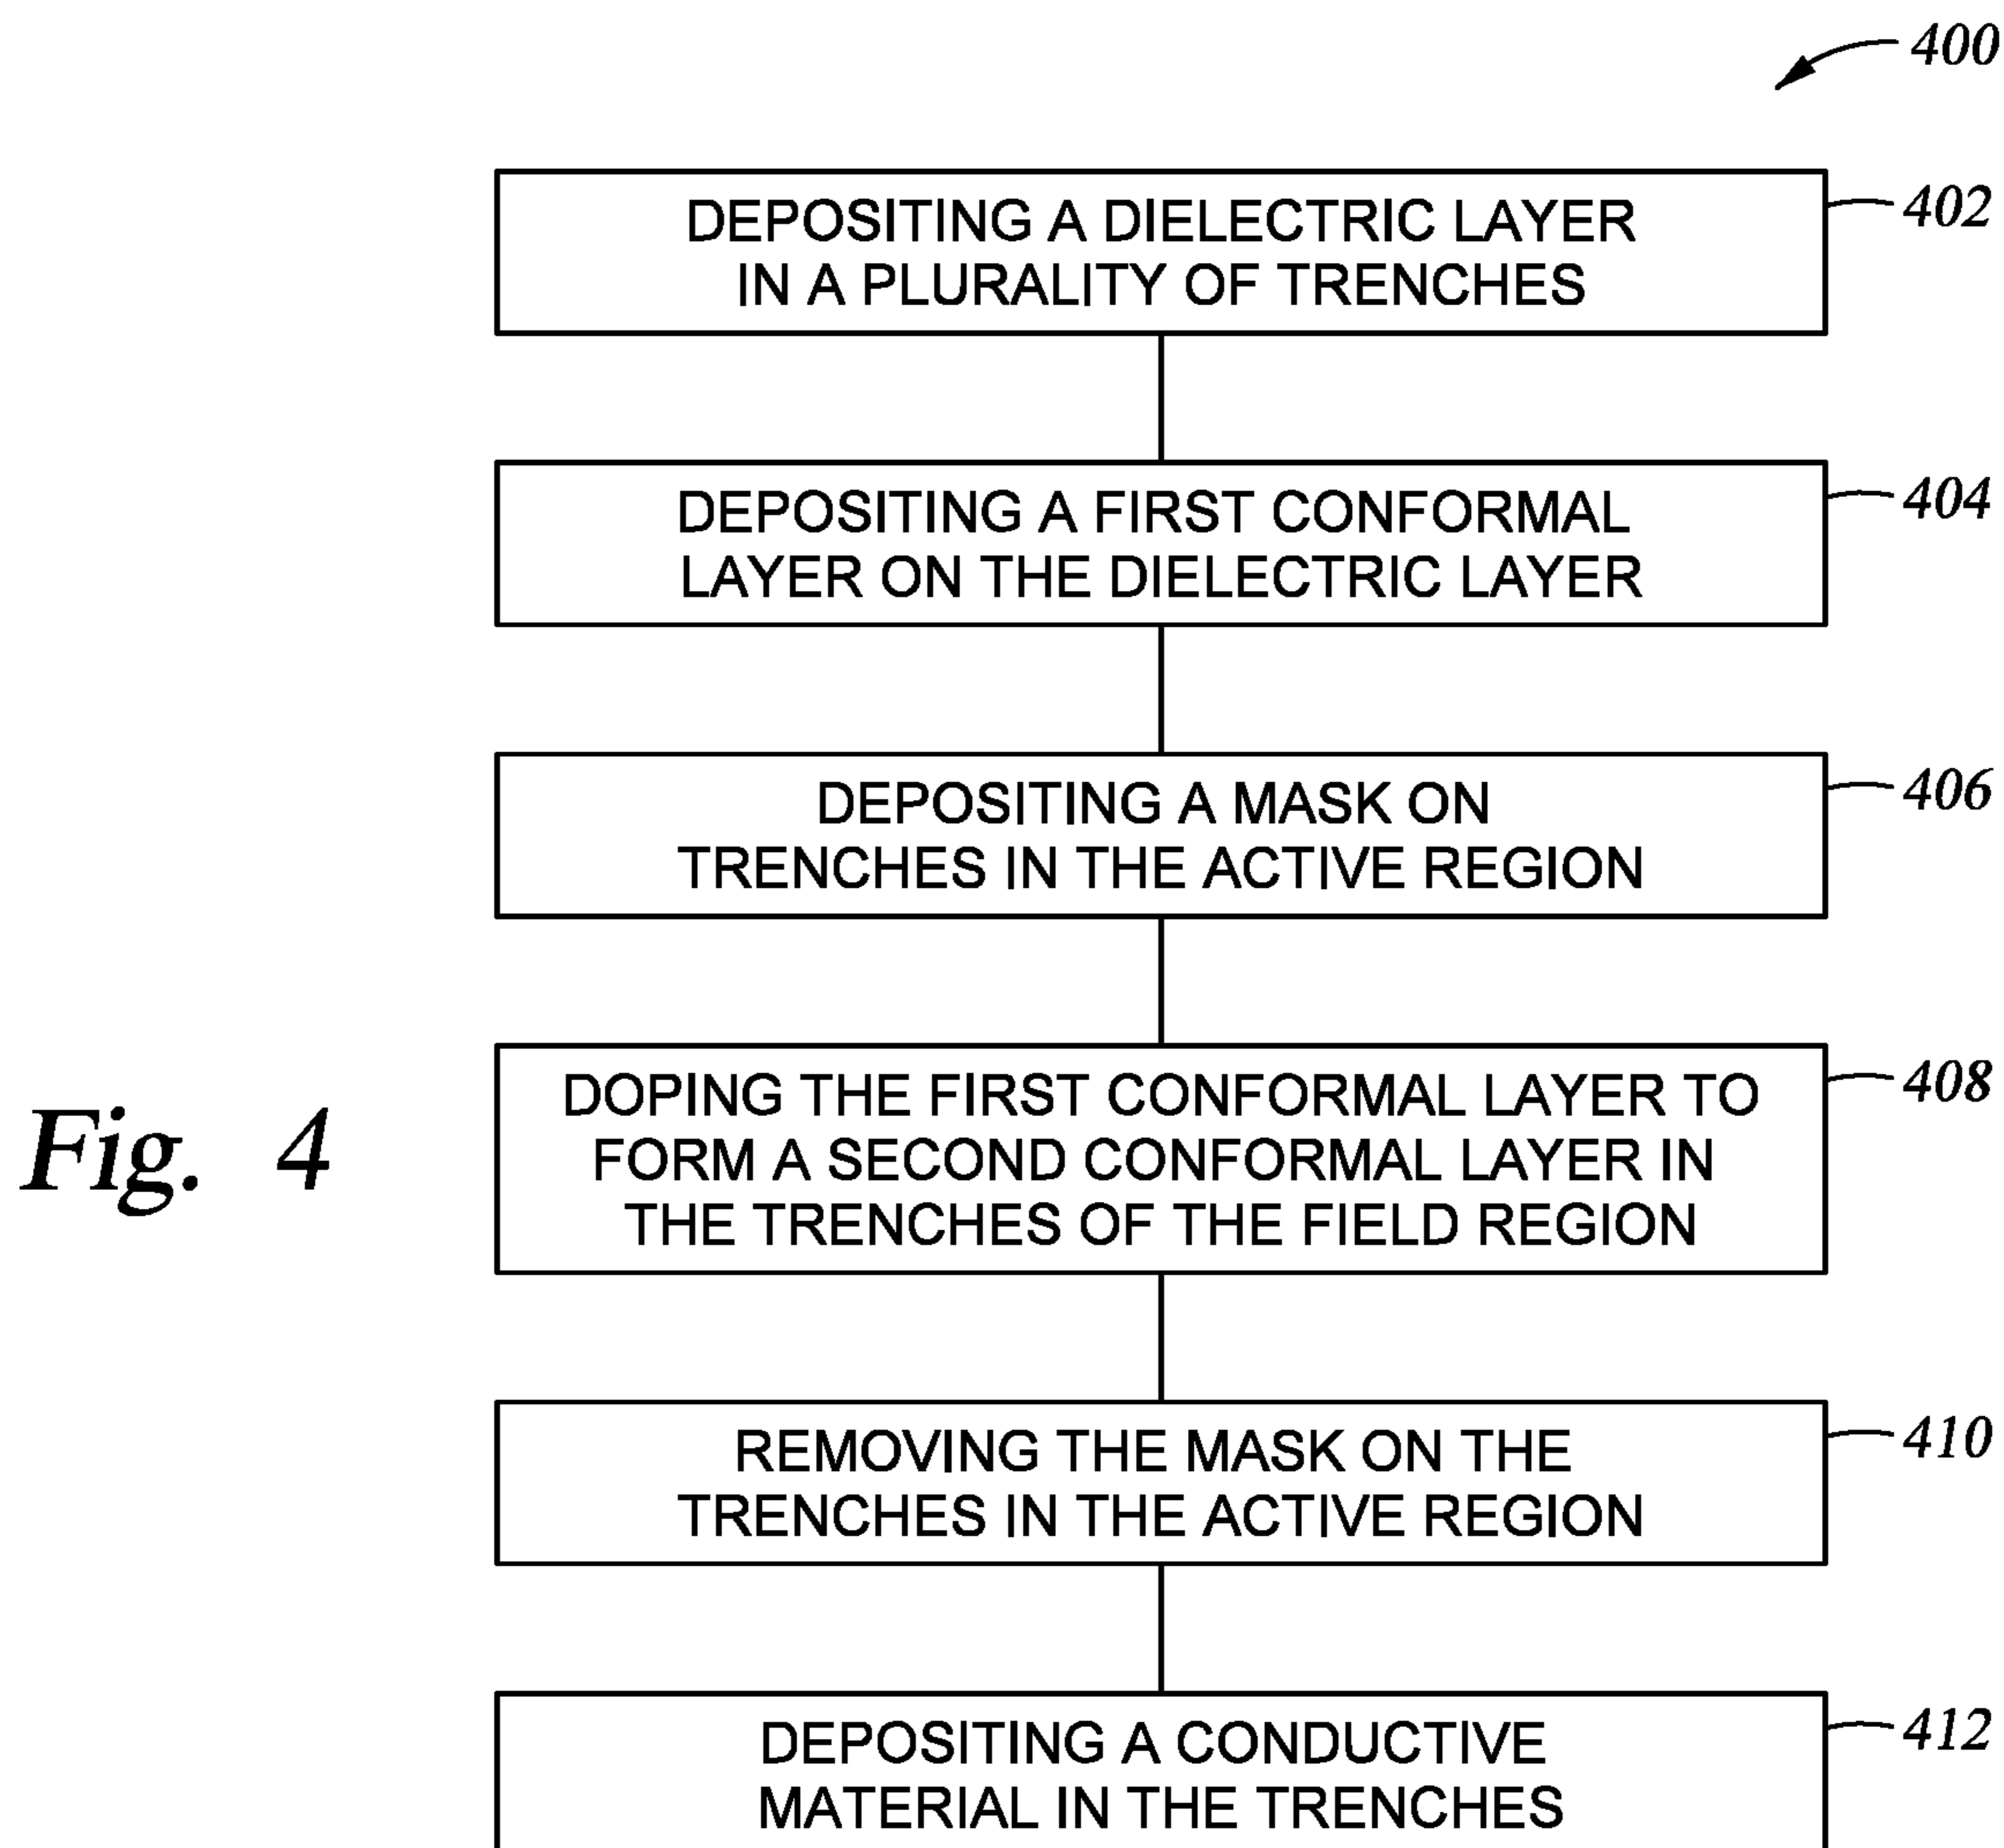 400
DEPOSITING A DIELECTRIC LAYER
IN A PLURALITY OF TRENCHES
402
DEPOSITING A FIRST CONFORMAL
LAYER ON THE DIELECTRIC LAYER
404
DEPOSITING A MASK ON
TRENCHES IN THE ACTIVE REGION
406
DOPING THE FIRST CONFORMAL LAYER TO
FORM A SECOND CONFORMAL LAYER IN
THE TRENCHES OF THE FIELD REGION
408
Fig. 4
REMOVING THE MASK ON THE
TRENCHES IN THE ACTIVE REGION
410
DEPOSITING A CONDUCTIVE
MATERIAL IN THE TRENCHES
412